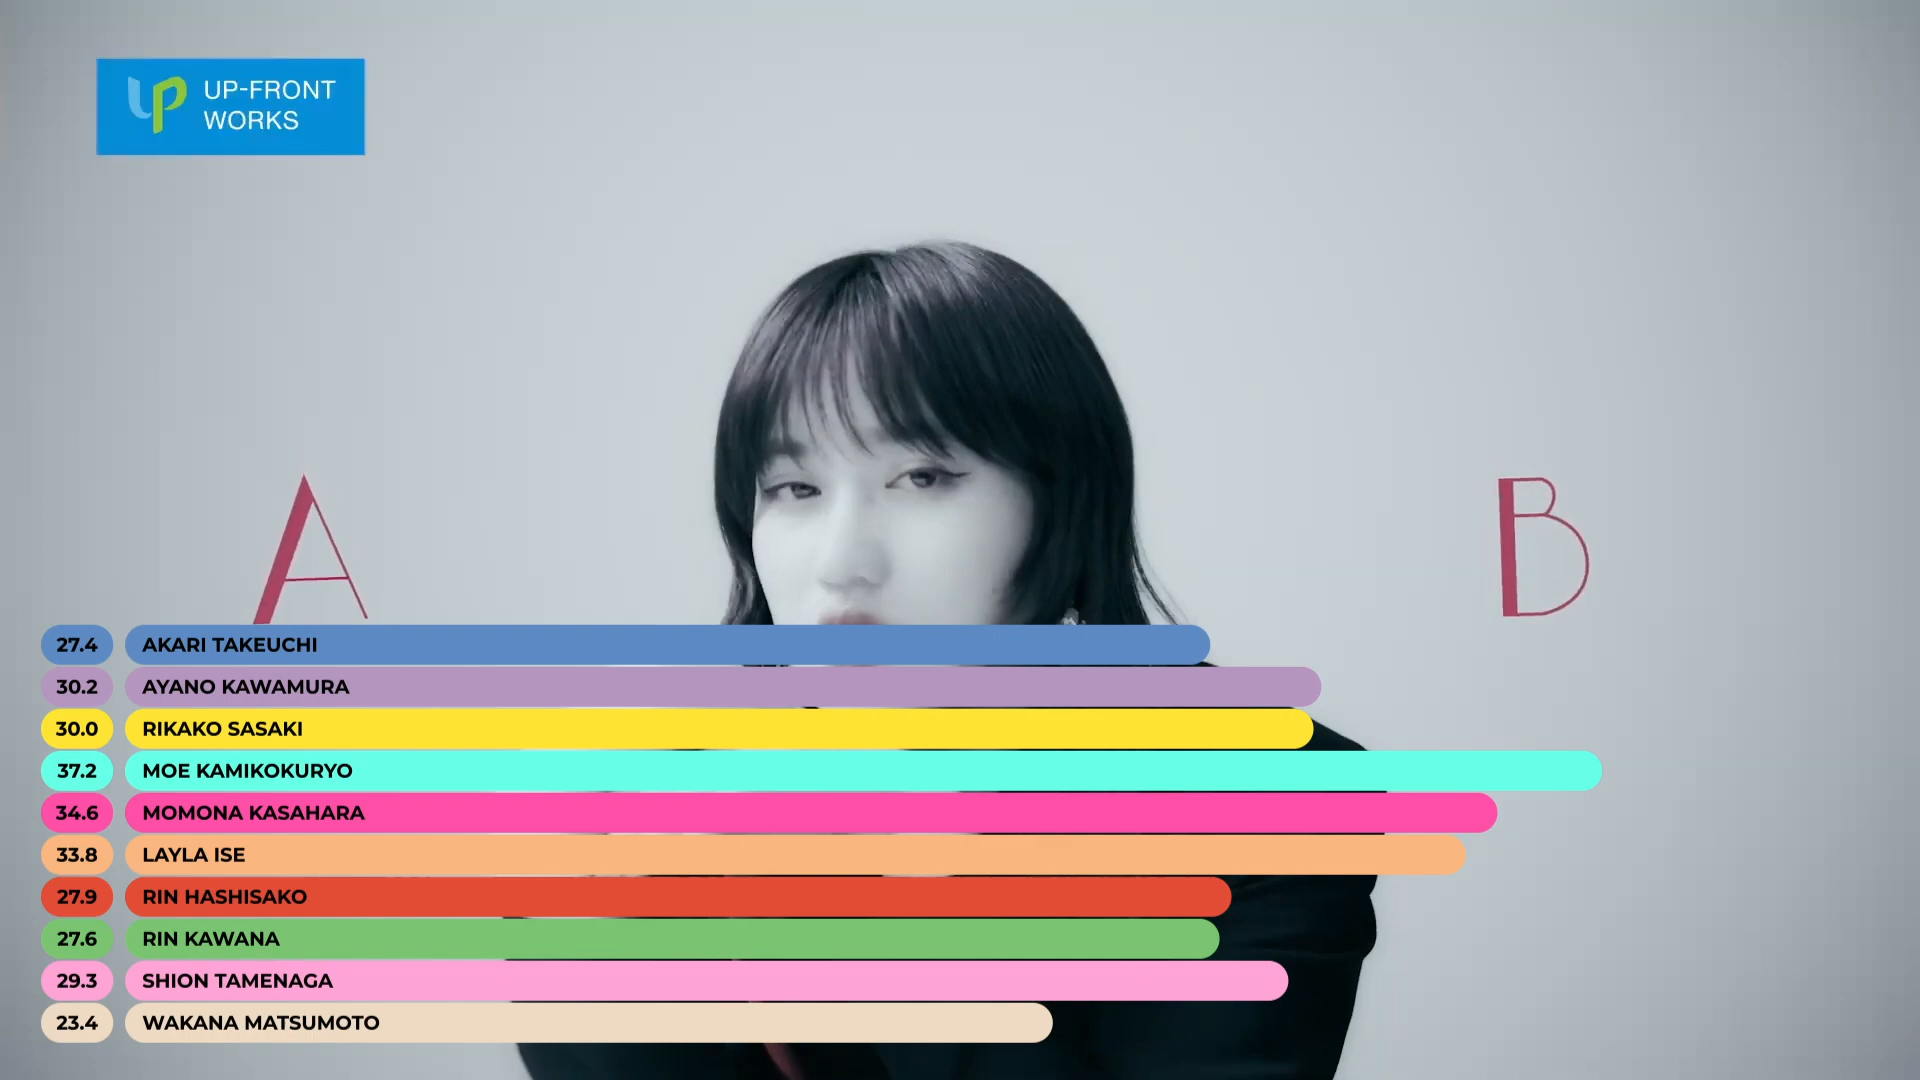 UP-FRONT
WORKS
A
B
27.4 AKARI TAKEUCHI
30.2 AYANO KAWAMURA
30.0 RIKAKO SASAKI
37.2 MOE KAMIKOKURYO
34.6 MOMONA KASAHARA
33.8 LAYLA ISE
27.9 RIN HASHISAKO
27.6 RIN KAWANA
29.3 SHION TAMENAGA
23.4 WAKANA MATSUMOTO